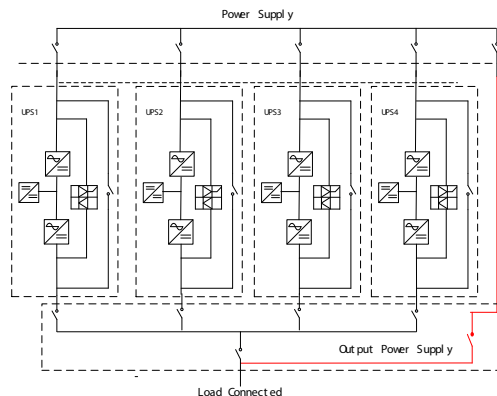 Power Supply
UPS1
UPS2
UPS3
UPS4
Output Power Supply
Load Connected